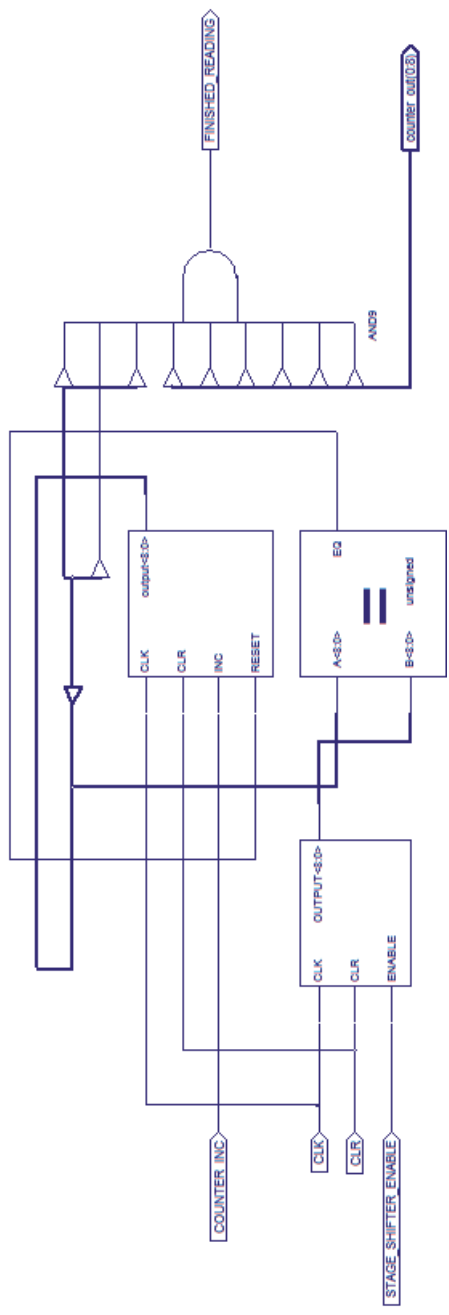 FINISHED_READING
counter_out(0:8)
AND9
output<8:0>
CLK
CLR
INC
RESET
EQ
unsigned
A<8:0>
B<8:0>
OUTPUT<8:0>
CLK
CLR
ENABLE
COUNTER_INC
CLK
CLR
STAGE_SHIFTER_ENABLE